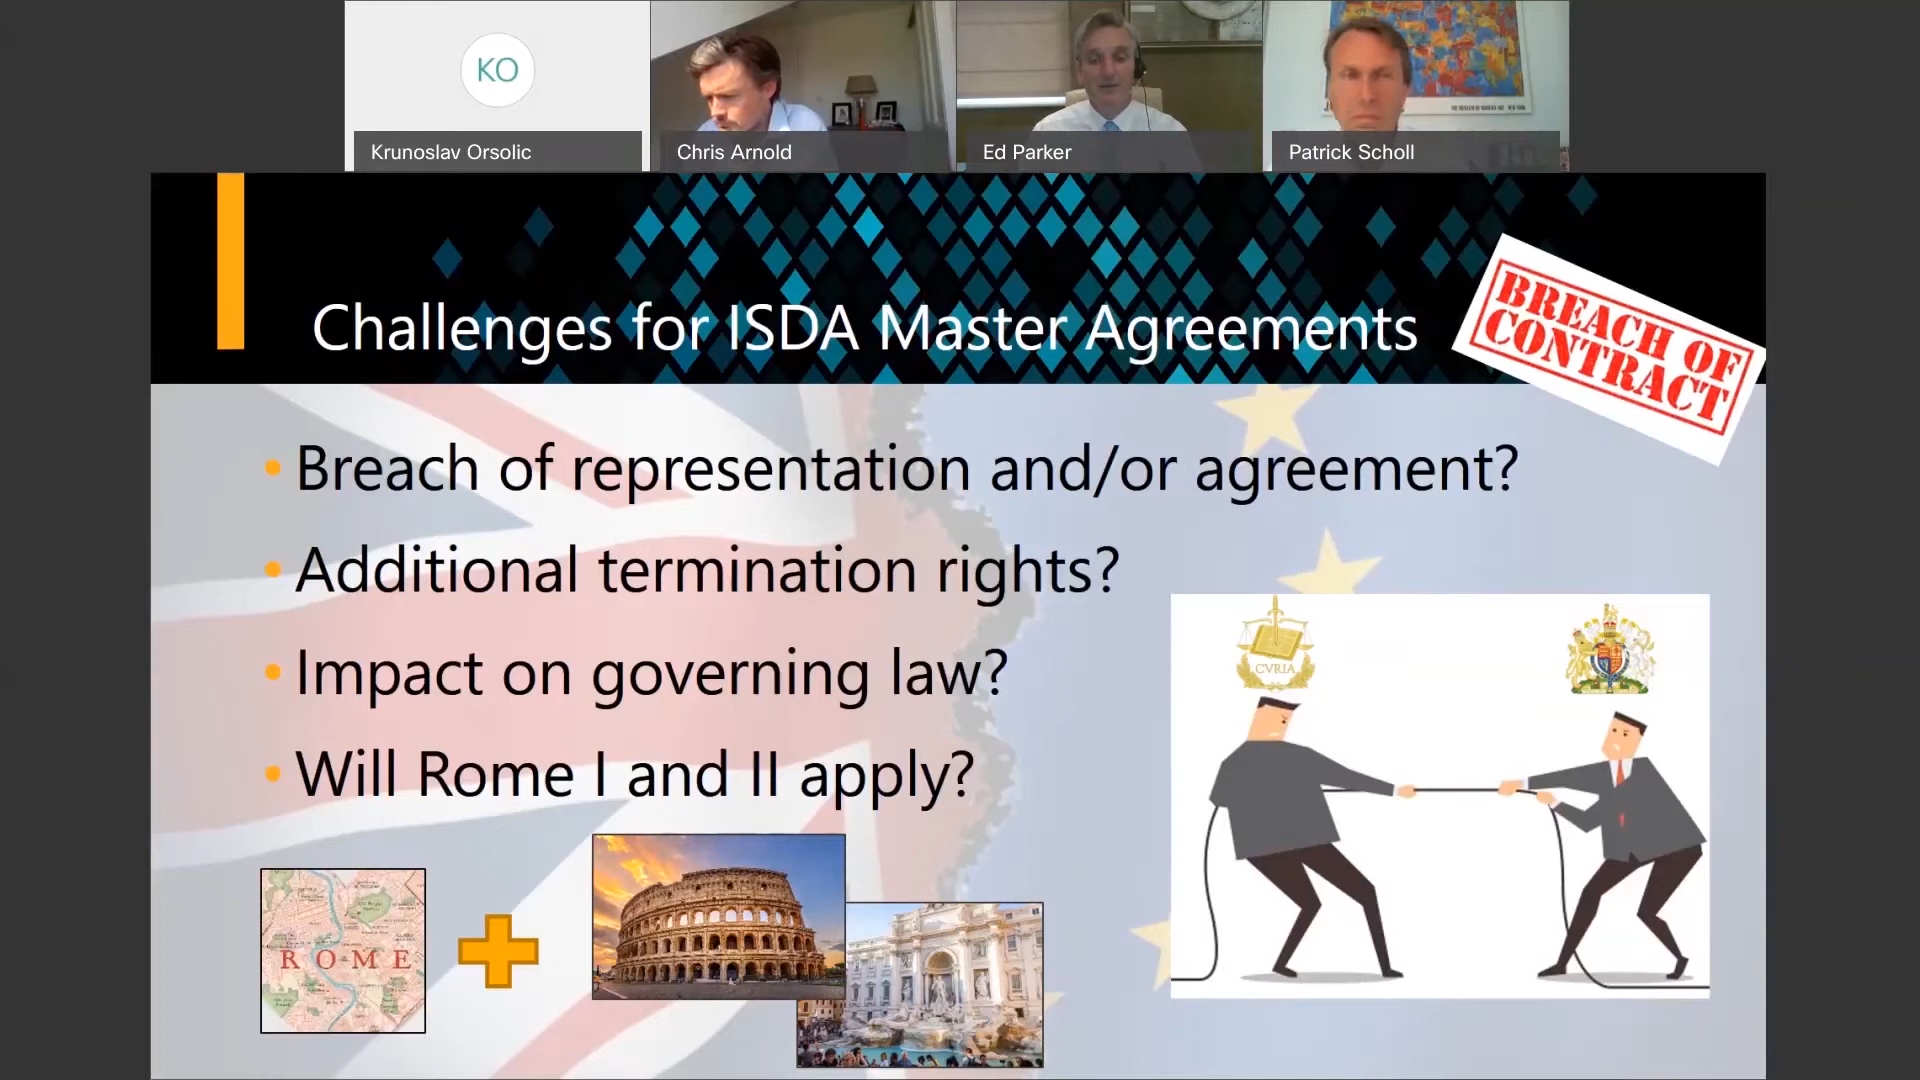 KO
Krunoslav Orsolic
Chris Arnold
Ed Parker
Patrick Scholl
Challenges for ISDA Master Agreements
BREACH OF
CONTRACT
• Breach of representation and/or agreement?
• Additional termination rights?
• Impact on governing law?
• Will Rome I and II apply?
CVRIA
ROME